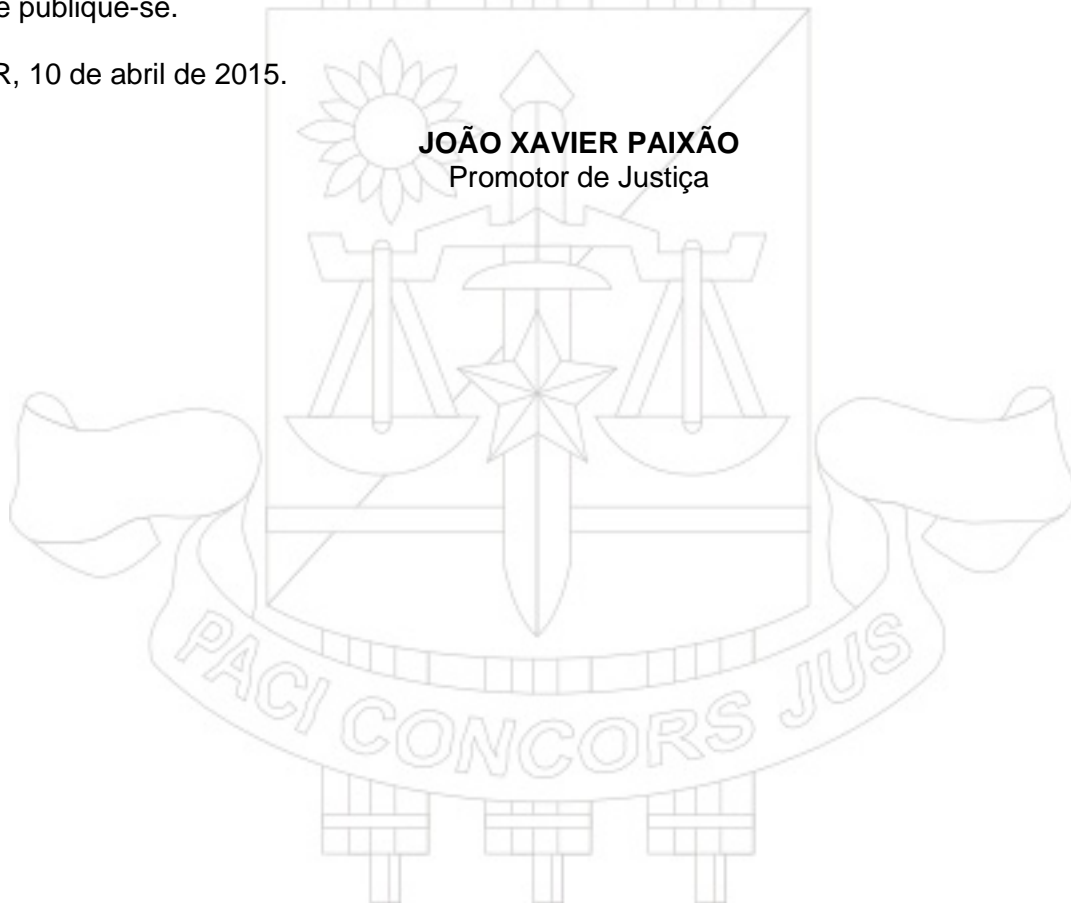 e publique-se.
R, 10 de abril de 2015.
JOÃO XAVIER PAIXÃO
Promotor de Justiça
PACI CONCORS JUS